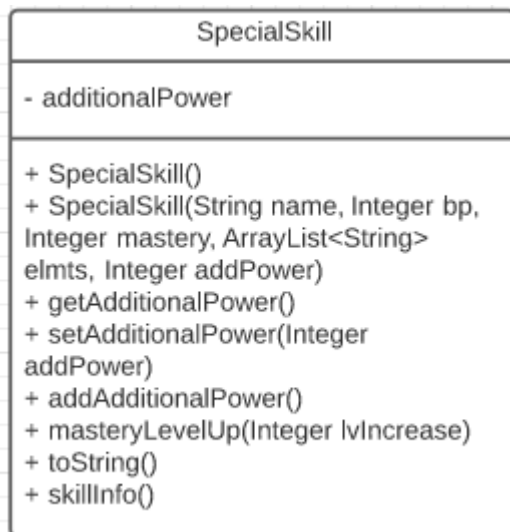 SpecialSkill
- additionalPower
+ SpecialSkill()
+ SpecialSkill(String name, Integer bp,
Integer mastery, ArrayList<String>
elmts, Integer addPower)
+ getAdditionalPower()
+ setAdditionalPower(Integer
addPower)
+ addAdditionalPower()
+ masteryLevelUp(Integer lvIncrease)
+ toString()
+ skillInfo()